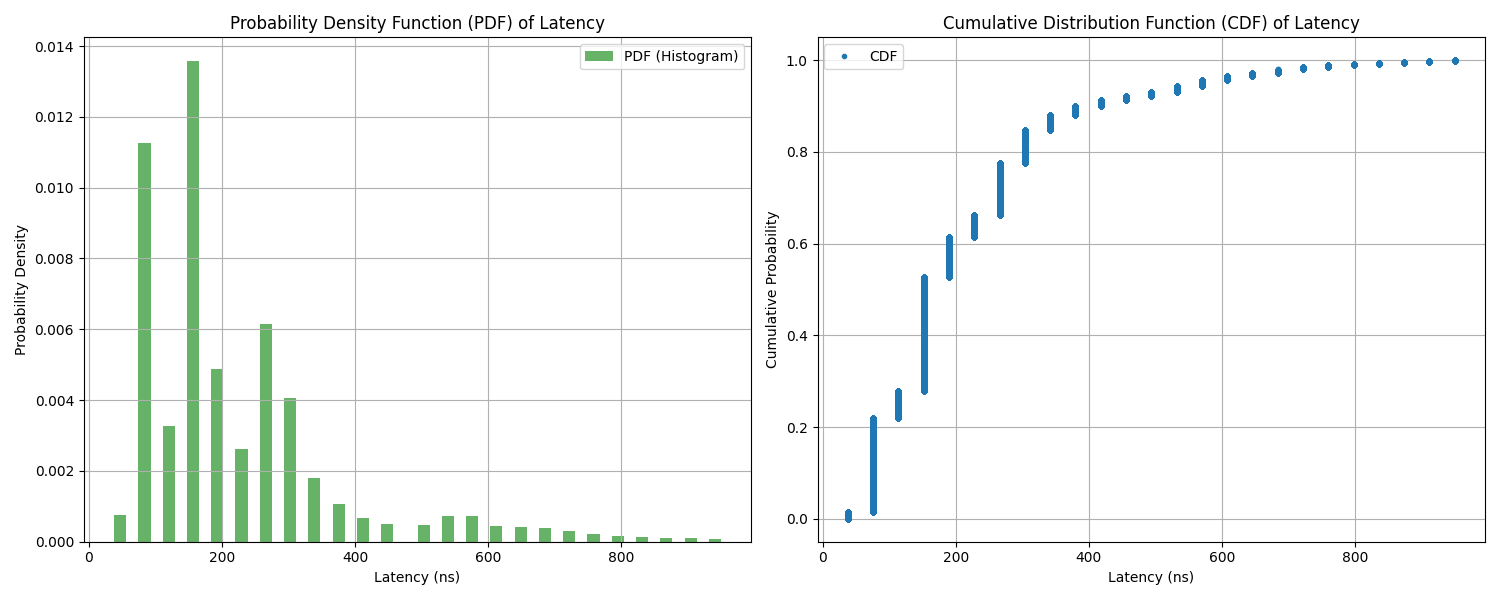 Probability Density Function (PDF) of Latency
PDF (Histogram)
Probability Density
0.014
0.012
0.010
0.008
0.006
0.004
0.002
0.000
0 200 400 600 800
Latency (ns)
Cumulative Distribution Function (CDF) of Latency
CDF
Cumulative Probability
1.0
0.8
0.6
0.4
0.2
0.0
0 200 400 600 800
Latency (ns)